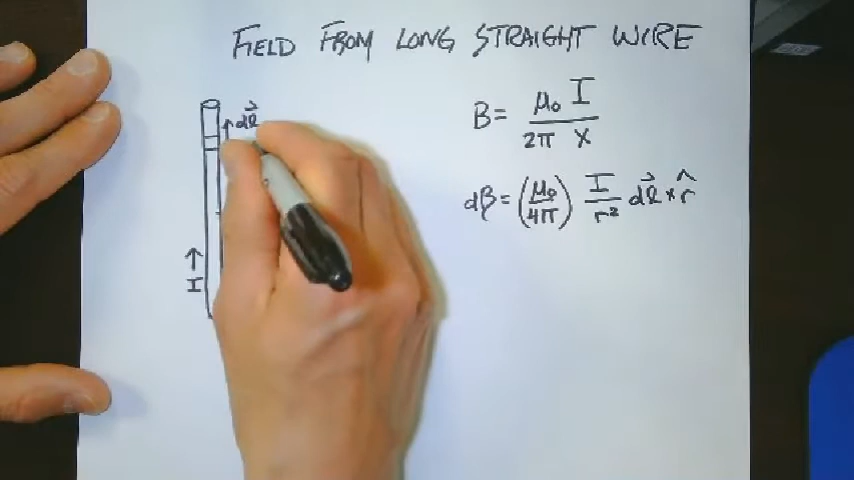 FIELD FROM LONG STRAIGHT WIRE
B = μ₀ I / 2π x
dB = (μ₀/4π) I/r² dl⃗ × r̂
dl⃗
I